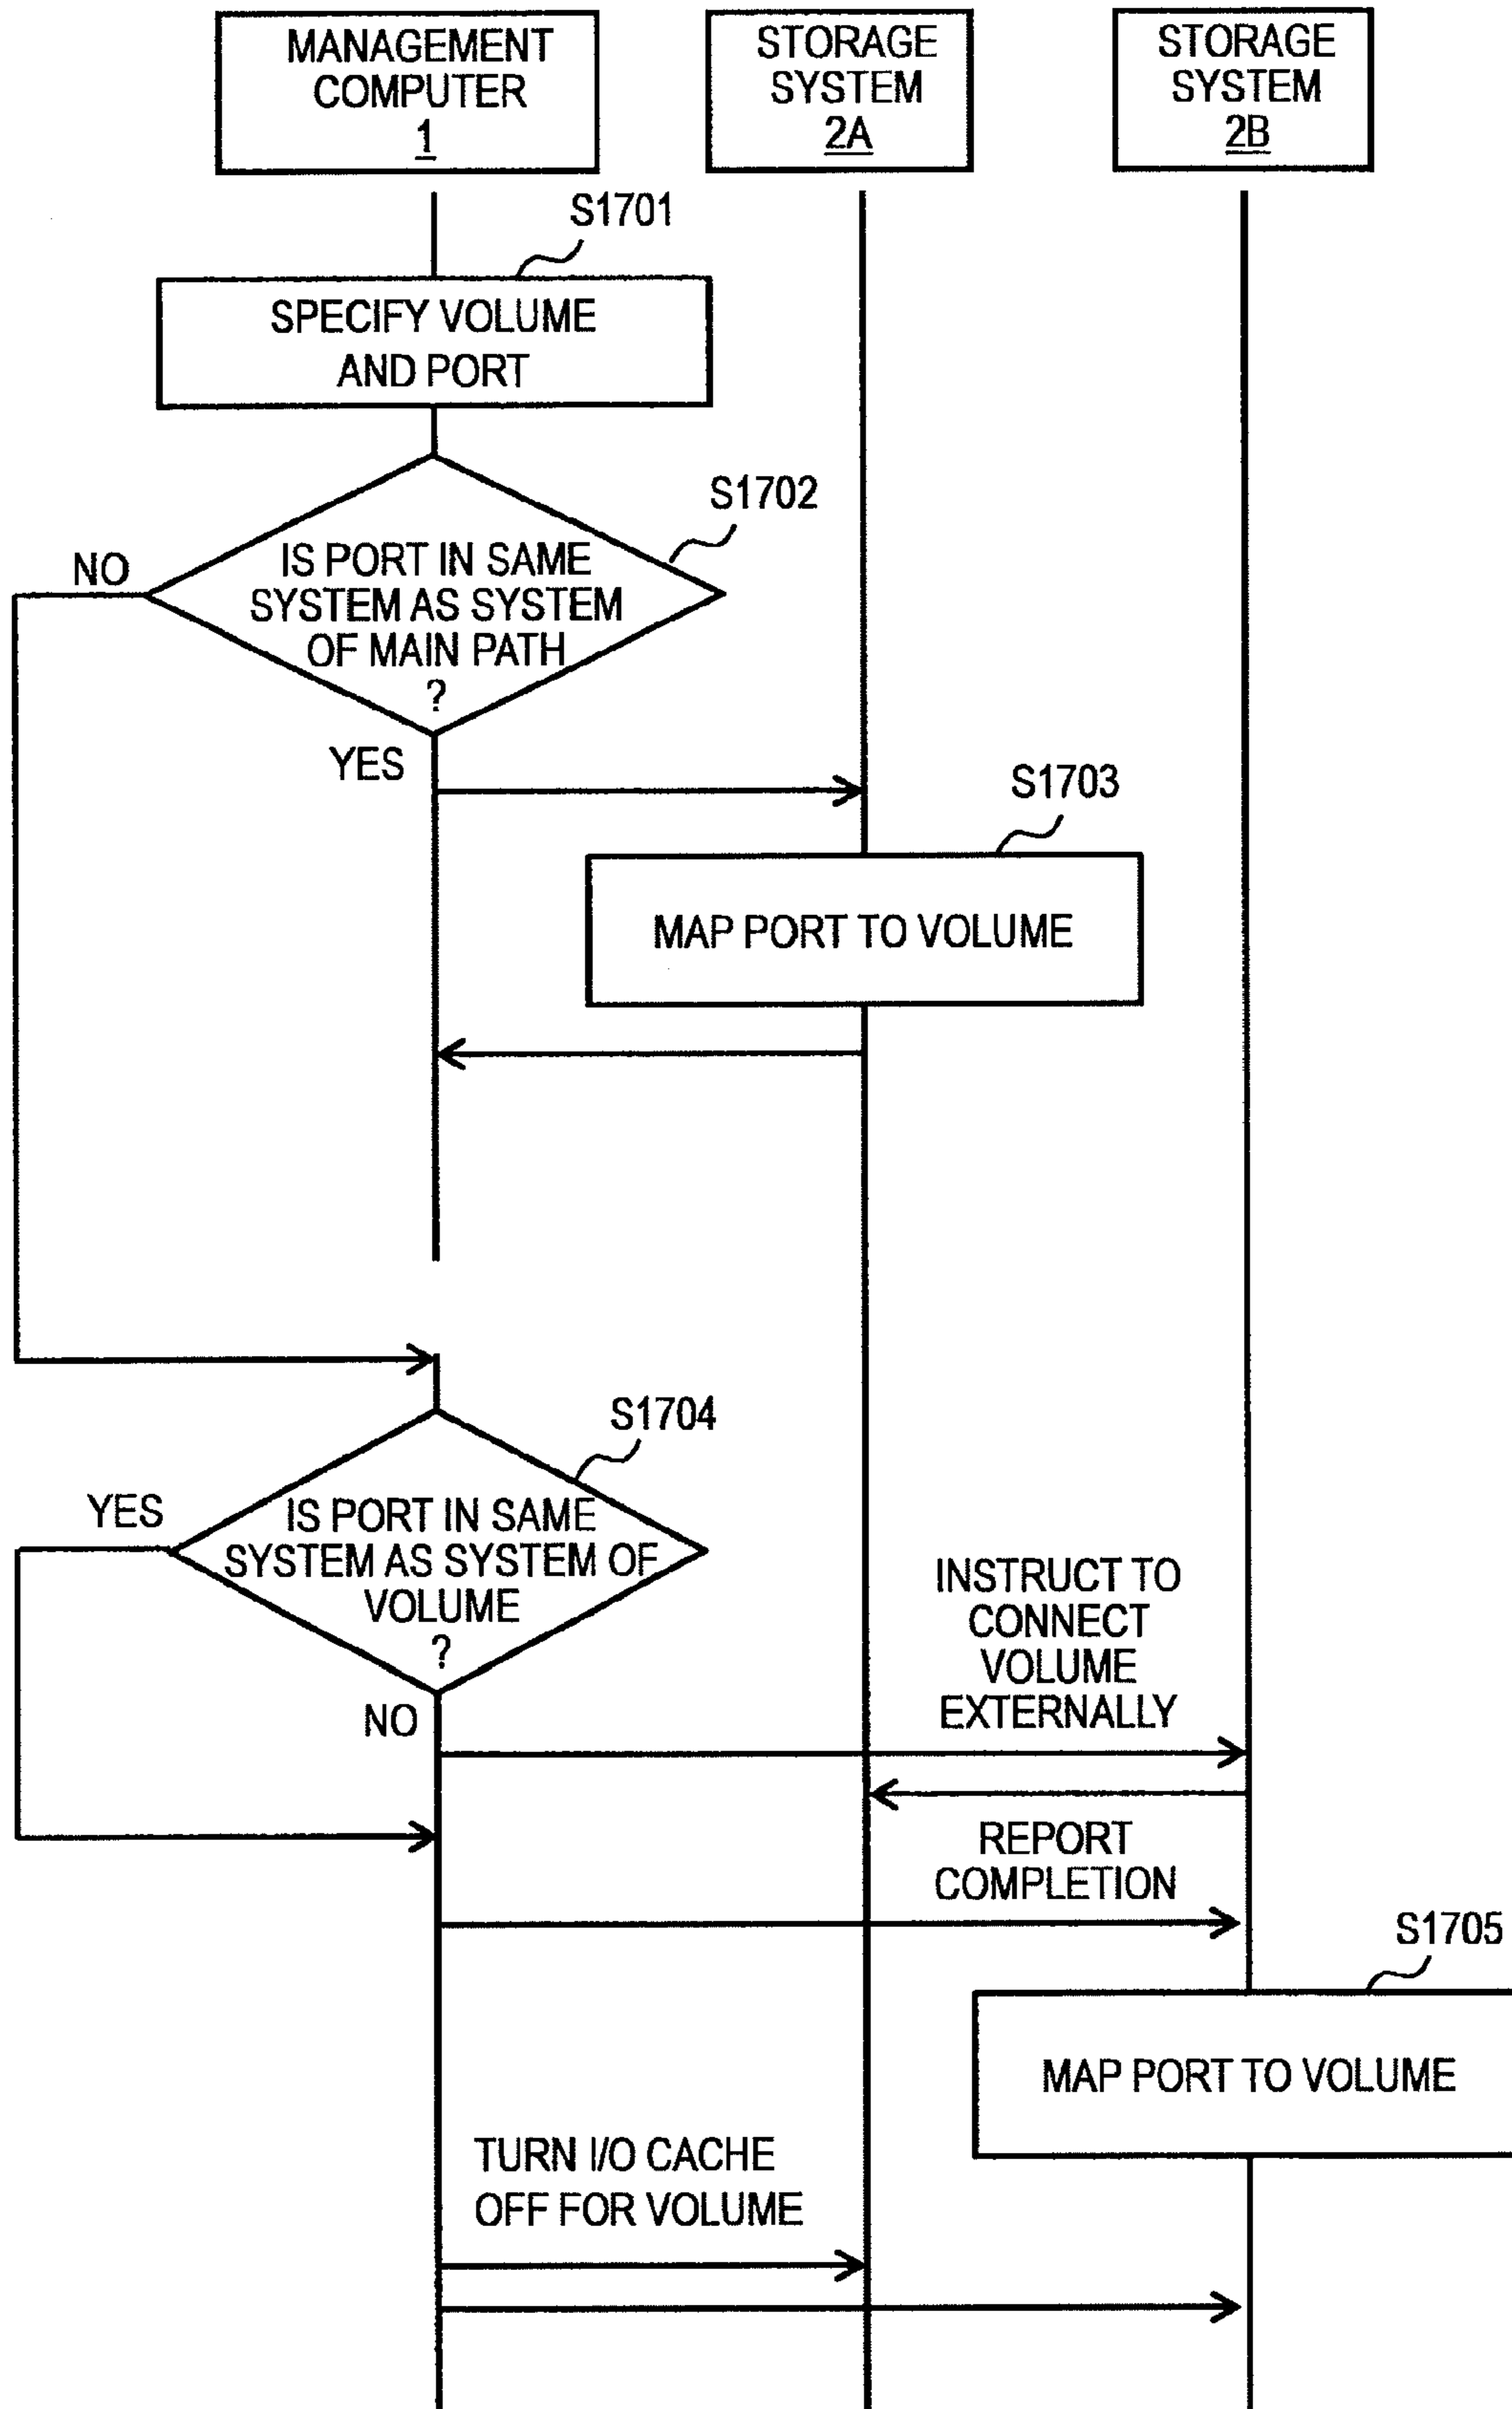 MANAGEMENT
COMPUTER
1
STORAGE
SYSTEM
2A
STORAGE
SYSTEM
2B
S1701
SPECIFY VOLUME
AND PORT
S1702
NO
IS PORT IN SAME
SYSTEM AS SYSTEM
OF MAIN PATH
?
YES
S1703
MAP PORT TO VOLUME
S1704
YES
IS PORT IN SAME
SYSTEM AS SYSTEM OF
VOLUME
?
NO
INSTRUCT TO
CONNECT
VOLUME
EXTERNALLY
REPORT
COMPLETION
S1705
MAP PORT TO VOLUME
TURN I/O CACHE
OFF FOR VOLUME